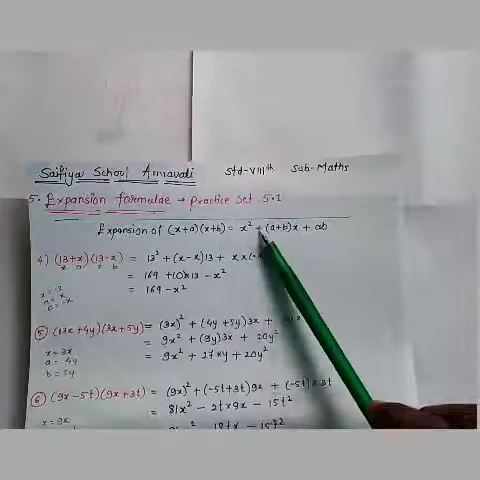 Saifiya School Amravati Std-VIIIth Sub-Maths
5. Expansion formulae → Practice Set 5.1
Expansion of (x+a)(x+b) = x² + (a+b)x + ab
4) (13+x)(13-x) = 13² + (x-x)13 + x×(-x
x a x b
= 169 + (0)×13 - x²
= 169 - x²
x = 13
a = x
b = -x
⑤ (13x+4y)(3x+5y) = (3x)² + (4y+5y)3x +
= 9x² + (9y)3x + 20y²
= 9x² + 27xy + 20y²
x = 3x
a = 4y
b = 5y
⑥ (9x-5t)(9x+3t) = (9x)² + (-5t+3t)9x + (-5t)×3t
= 81x² - 2t×9x - 15t²
x = 9x